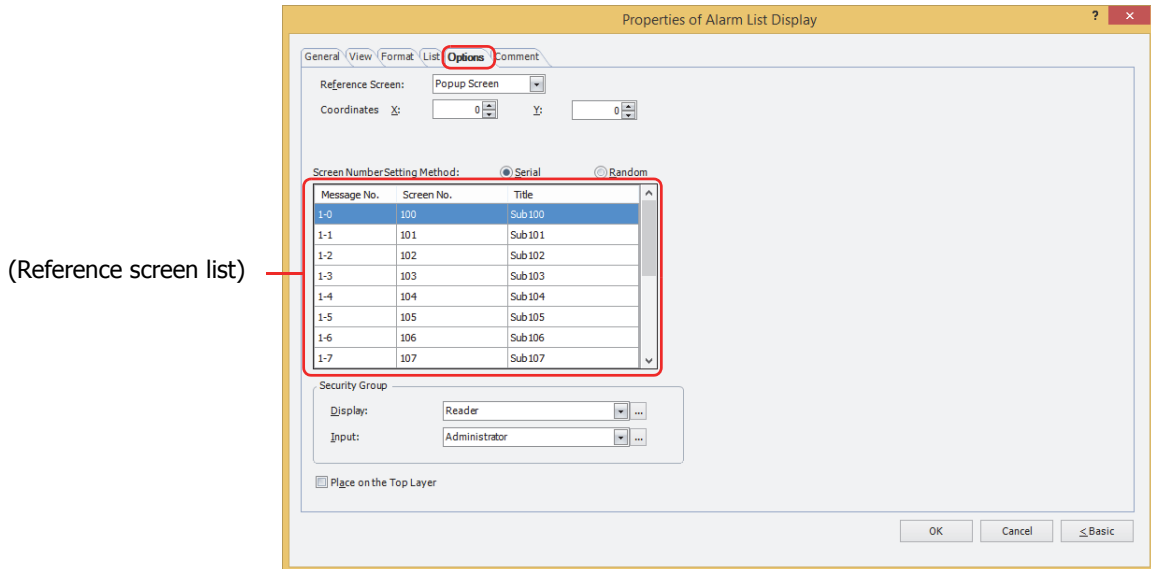 Properties of Alarm List Display
?
×
General View Format List Options Comment
Reference Screen: Popup Screen
Coordinates X: 0 Y: 0
Screen Number Setting Method: Serial Random
Message No. Screen No. Title
1-0 100 Sub100
1-1 101 Sub101
1-2 102 Sub102
(Reference screen list)
1-3 103 Sub103
1-4 104 Sub104
1-5 105 Sub105
1-6 106 Sub106
1-7 107 Sub107
Security Group
Display: Reader ...
Input: Administrator ...
Place on the Top Layer
OK Cancel <Basic